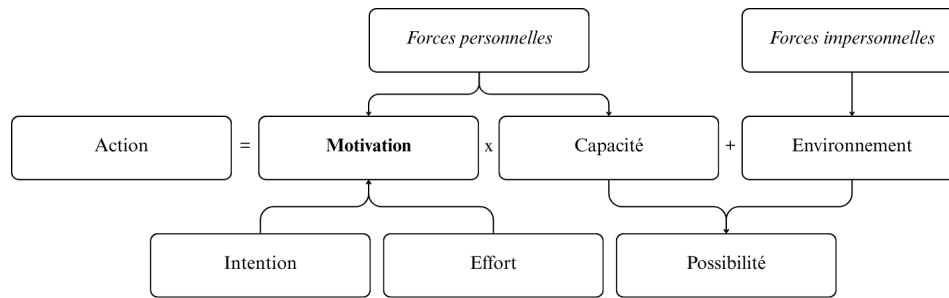 Forces personnelles
Forces impersonnelles
Action = Motivation x Capacité + Environnement
Intention
Effort
Possibilité